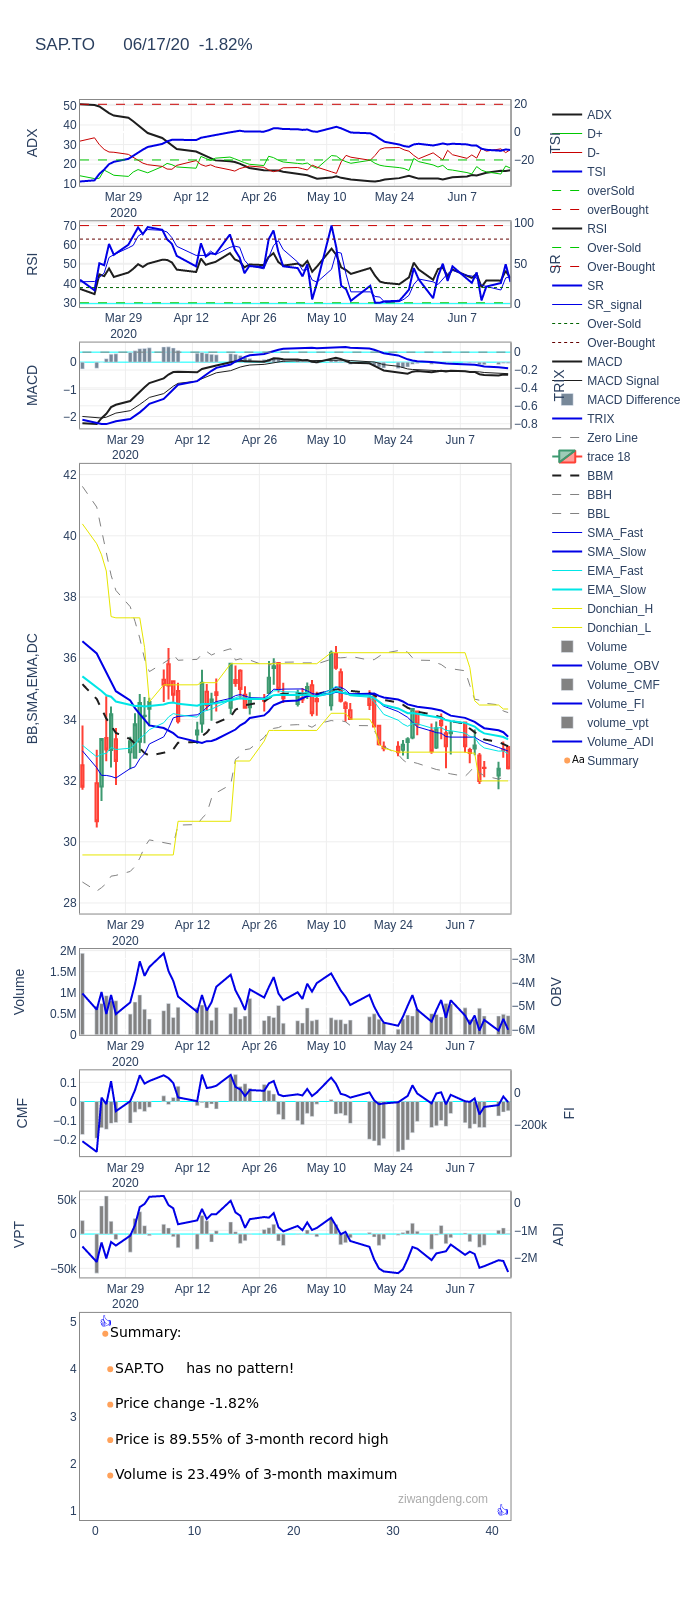 SAP.TO 06/17/20 -1.82%
ADX
50
40
30
20
10
20
0
−20
TSI
Mar 29
2020
Apr 12
Apr 26
May 10
May 24
Jun 7
RSI
70
60
50
40
30
100
50
0
SR
Mar 29
2020
Apr 12
Apr 26
May 10
May 24
Jun 7
MACD
0
−1
−2
0
−0.2
−0.4
−0.6
−0.8
TRIX
Mar 29
2020
Apr 12
Apr 26
May 10
May 24
Jun 7
BB,SMA,EMA,DC
42
40
38
36
34
32
30
28
Mar 29
2020
Apr 12
Apr 26
May 10
May 24
Jun 7
Volume
2M
1.5M
1M
0.5M
0
−3M
−4M
−5M
−6M
OBV
Mar 29
2020
Apr 12
Apr 26
May 10
May 24
Jun 7
CMF
0.1
0
−0.1
−0.2
0
−200k
FI
Mar 29
2020
Apr 12
Apr 26
May 10
May 24
Jun 7
VPT
50k
0
−50k
0
−1M
−2M
ADI
Mar 29
2020
Apr 12
Apr 26
May 10
May 24
Jun 7
5
4
3
2
1
👍
Summary:
SAP.TO has no pattern!
Price change -1.82%
Price is 89.55% of 3-month record high
Volume is 23.49% of 3-month maximum
ziwangdeng.com
👍
0
10
20
30
40
ADX
D+
D-
TSI
overSold
overBought
RSI
Over-Sold
Over-Bought
SR
SR_signal
Over-Sold
Over-Bought
MACD
MACD Signal
MACD Difference
TRIX
Zero Line
trace 18
BBM
BBH
BBL
SMA_Fast
SMA_Slow
EMA_Fast
EMA_Slow
Donchian_H
Donchian_L
Volume
Volume_OBV
Volume_CMF
Volume_FI
volume_vpt
Volume_ADI
Aa Summary